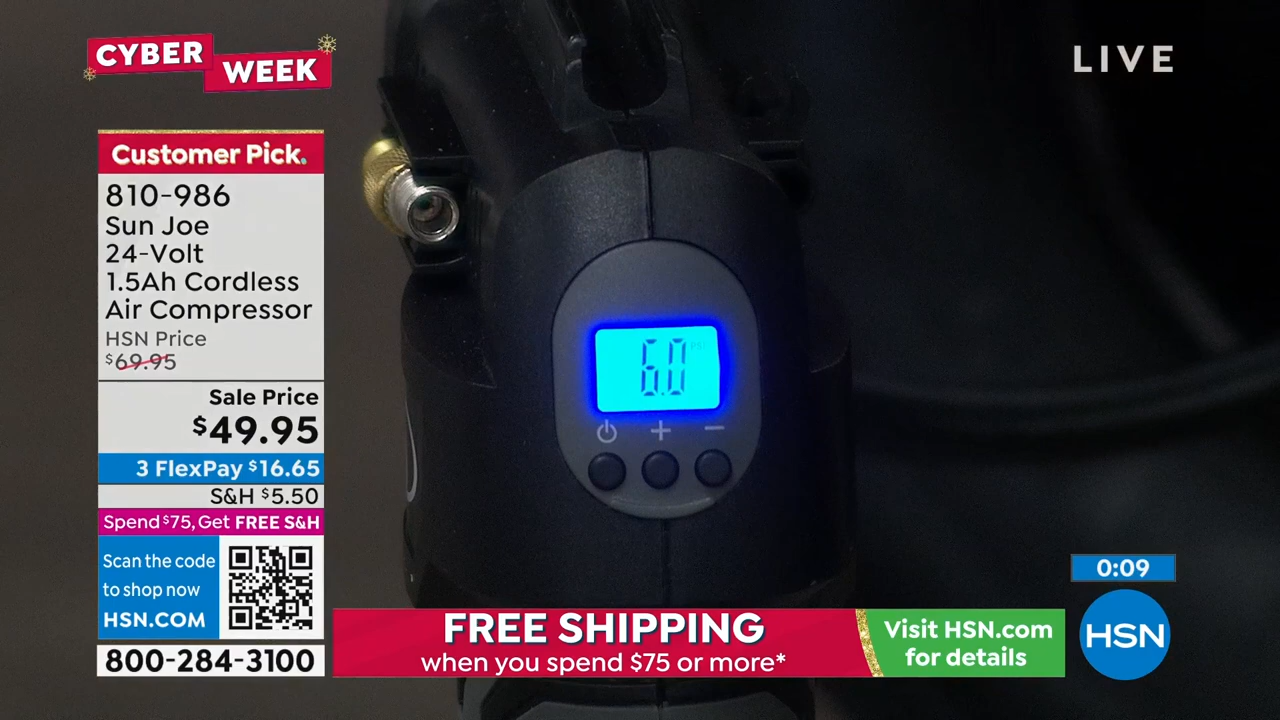 CYBER
WEEK
LIVE
Customer Pick.
810-986
Sun Joe
24-Volt
1.5Ah Cordless
Air Compressor
HSN Price
$69.95
Sale Price
$49.95
3 FlexPay $16.65
S&H $5.50
Spend $75, Get FREE S&H
Scan the code
to shop now
HSN.COM
800-284-3100
6.0 PSI
FREE SHIPPING
when you spend $75 or more*
Visit HSN.com
for details
0:09
HSN